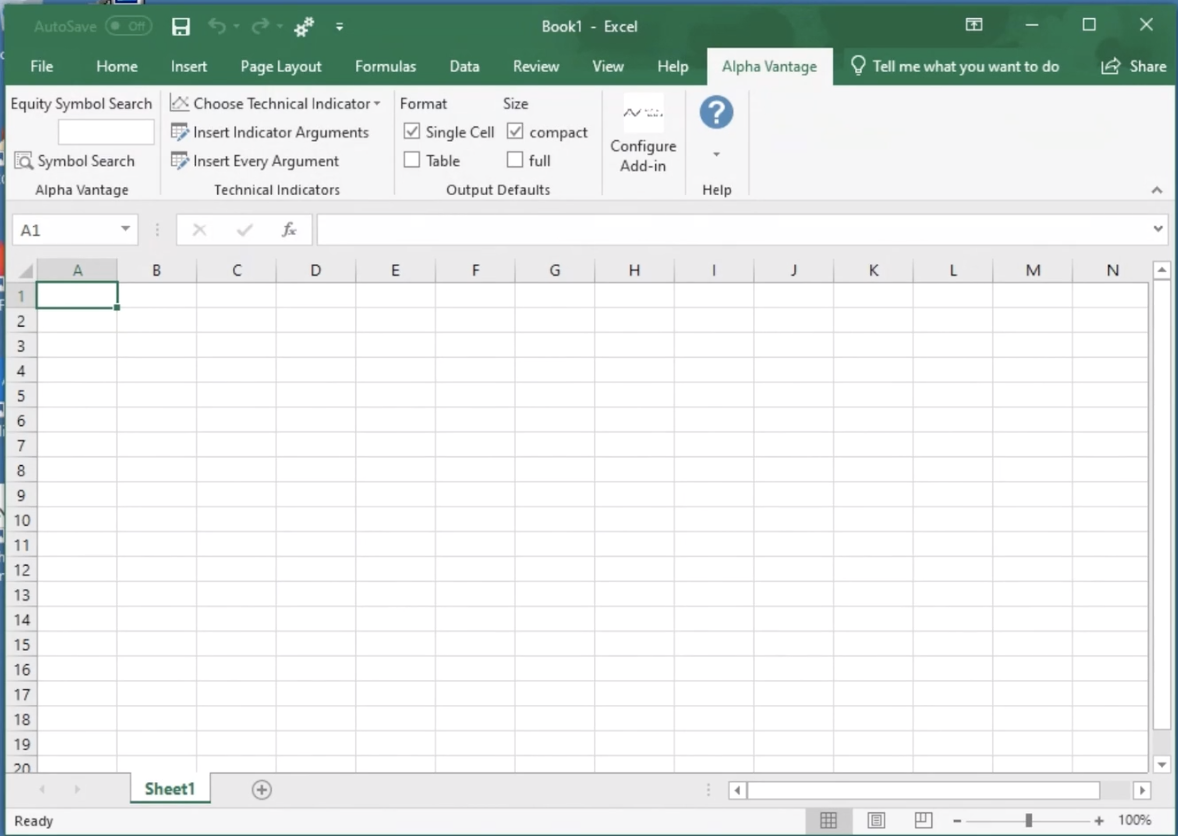 AutoSave Off Book1 - Excel
File Home Insert Page Layout Formulas Data Review View Help Alpha Vantage Tell me what you want to do Share
Equity Symbol Search
Symbol Search
Alpha Vantage
Choose Technical Indicator
Insert Indicator Arguments
Insert Every Argument
Technical Indicators
Format Size
Single Cell compact
Table full
Output Defaults
Configure
Add-in
?
Help
A1 fx
A B C D E F G H I J K L M N
1
2
3
4
5
6
7
8
9
10
11
12
13
14
15
16
17
18
19
20
Sheet1
Ready 100%